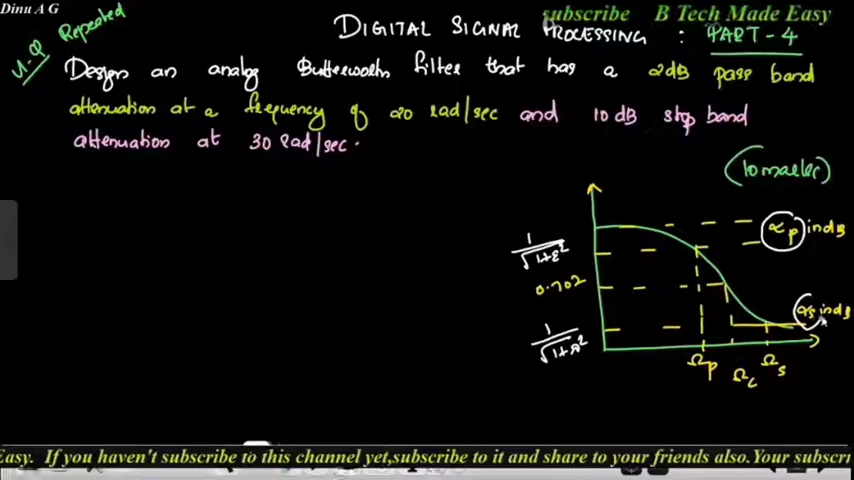 Dinu A G
subscribe B Tech Made Easy
U.Q Repeated
DIGITAL SIGNAL PROCESSING : PART-4
Design an analog Butterworth filter that has a 2dB pass band
attenuation at a frequency of 20 rad/sec and 10 dB stop band
attenuation at 30 rad/sec.
(10 marks)
αp in dB
1/√1+ε²
0.702
αs in dB
1/√1+λ²
Ωp Ωc Ωs
Easy. If you haven't subscribe to this channel yet,subscribe to it and share to your friends also.Your subscr